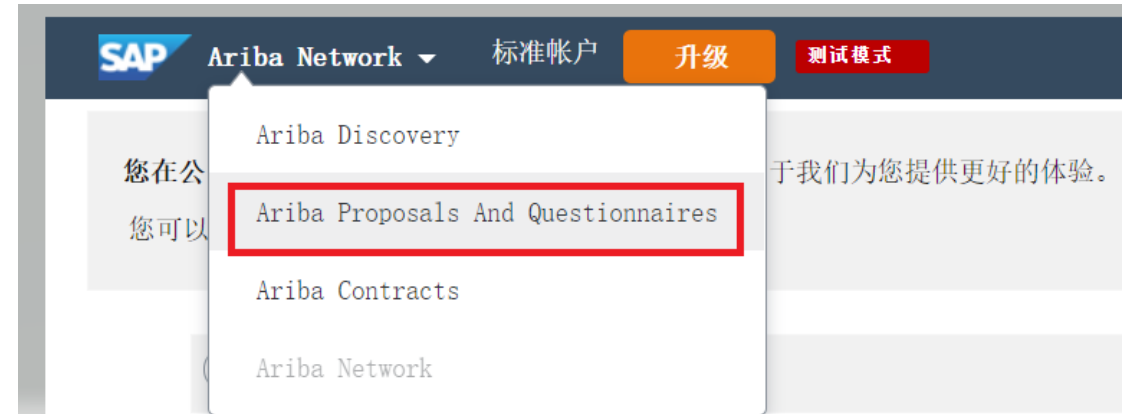 SAP Ariba Network 标准帐户 升级 测试模式
Ariba Discovery
您在公 于我们为您提供更好的体验。
Ariba Proposals And Questionnaires
您可以
Ariba Contracts
Ariba Network